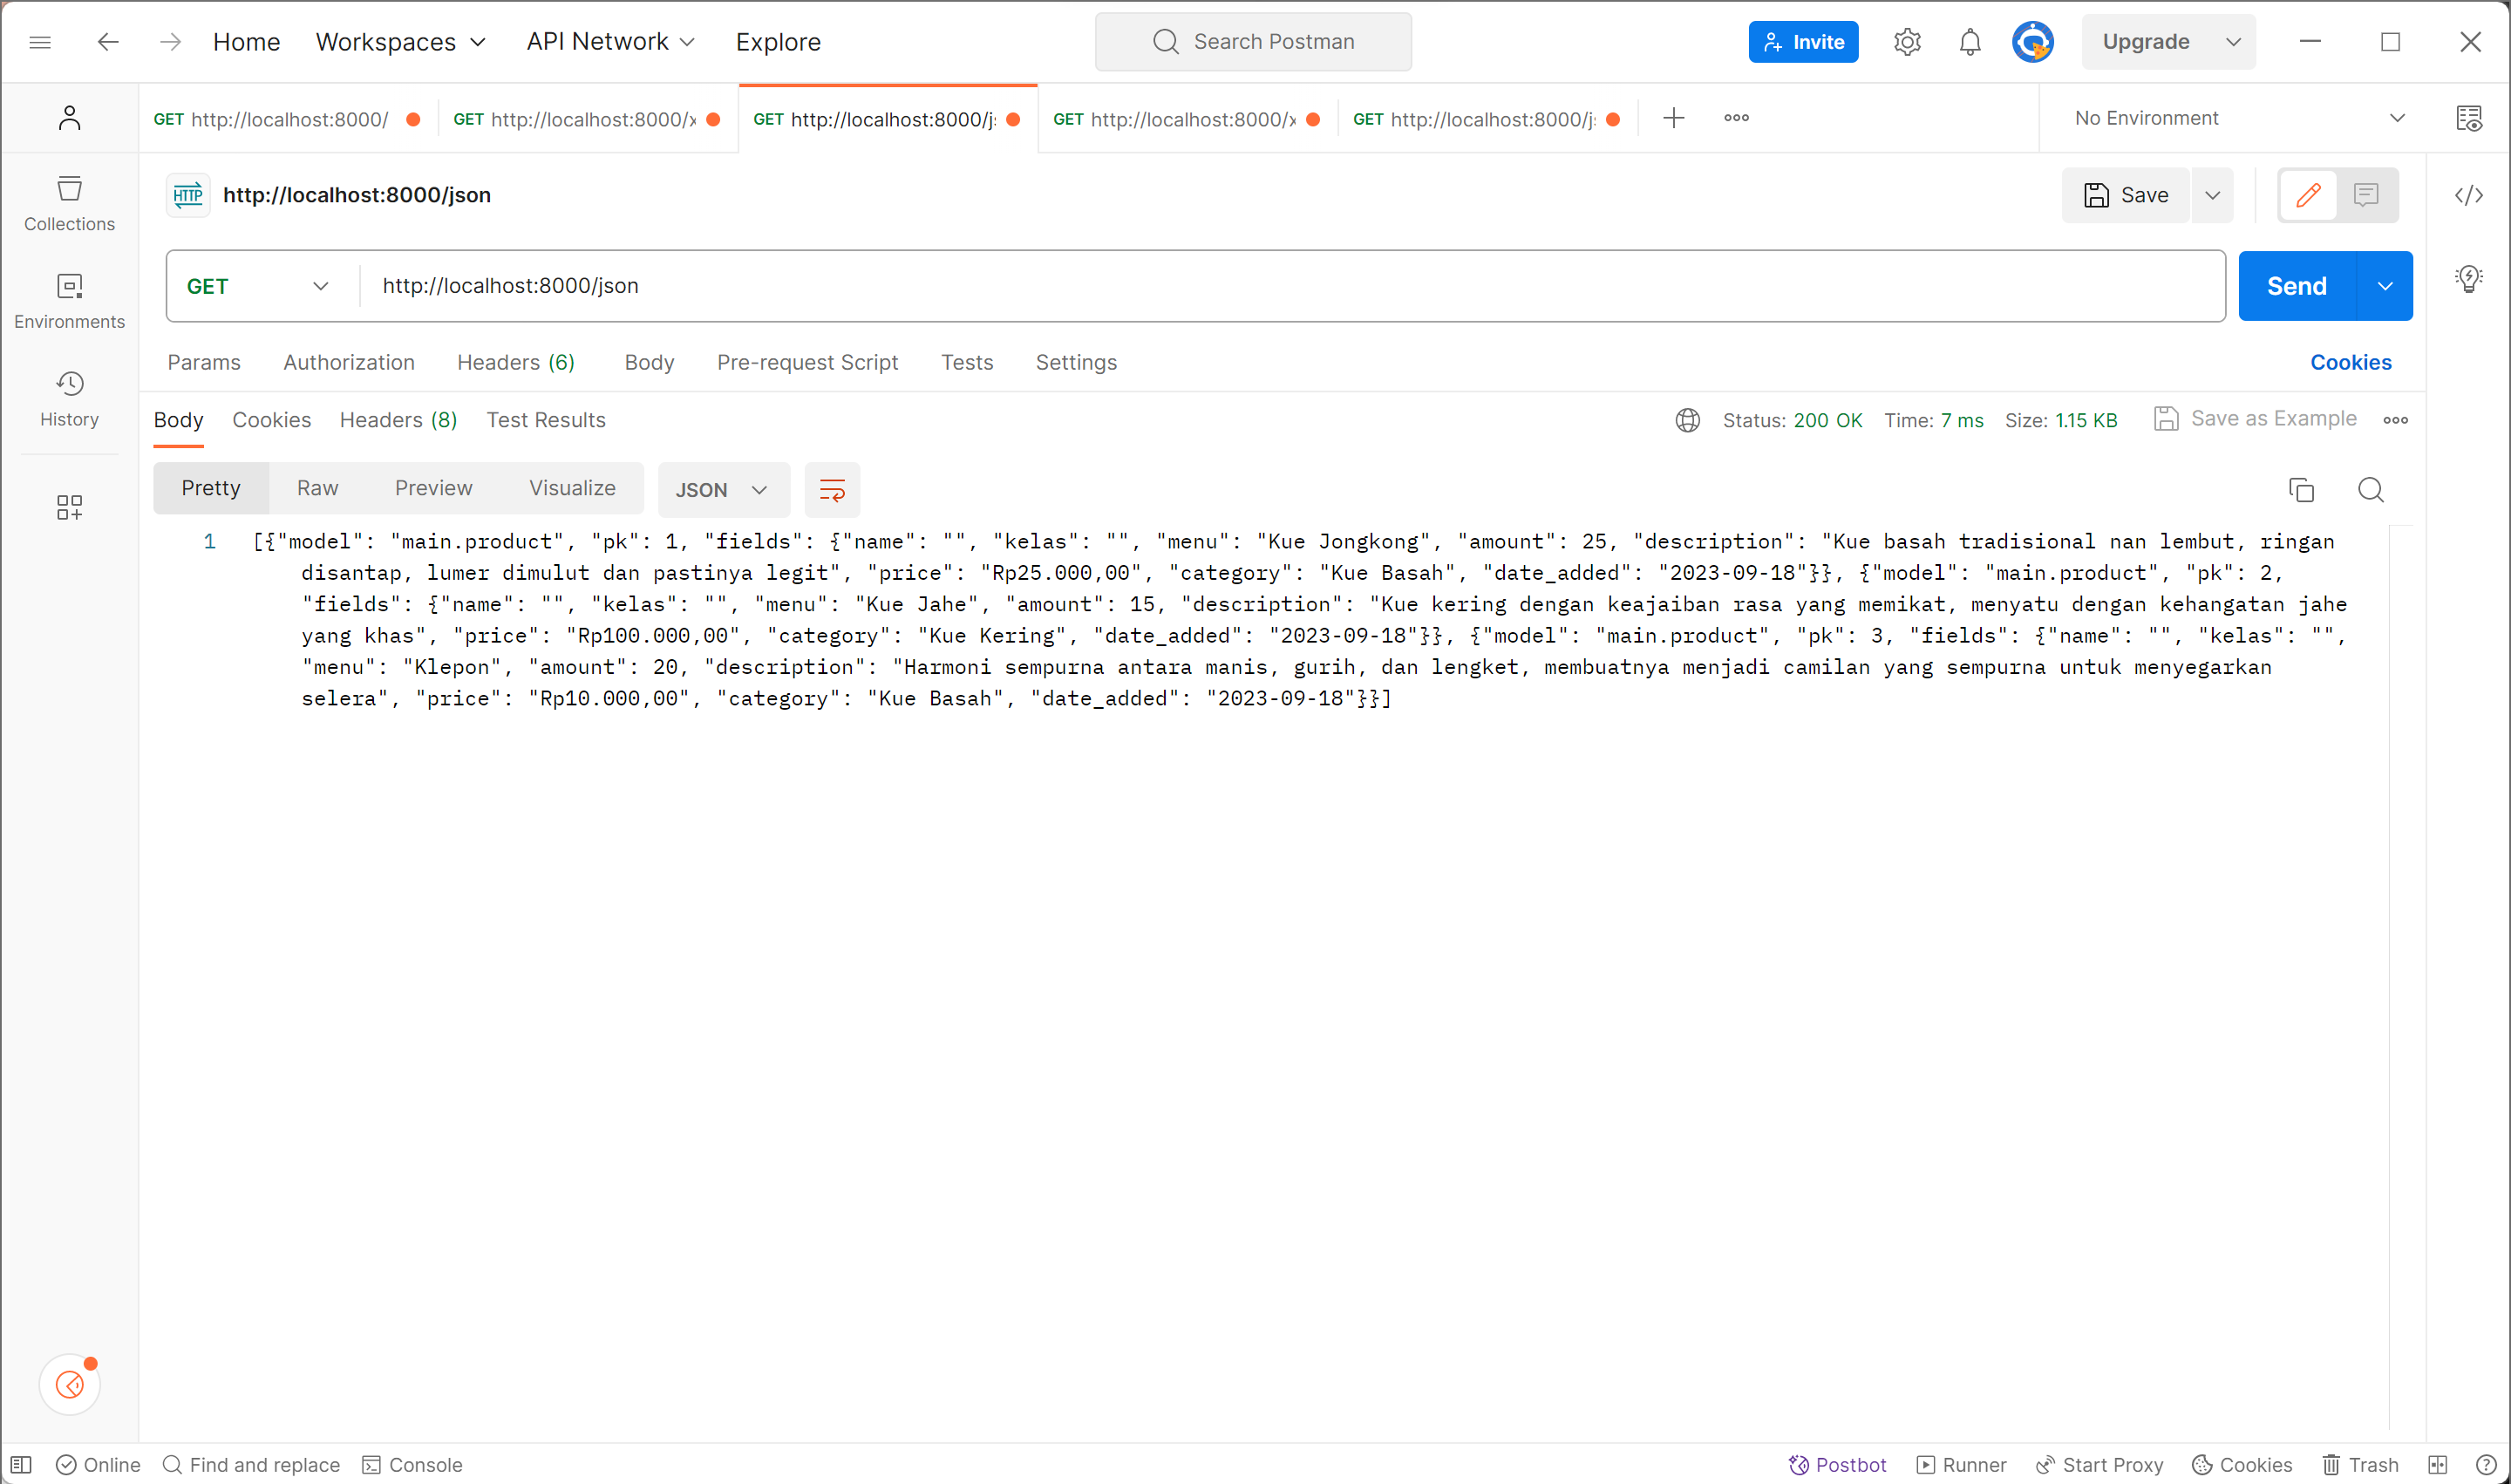 Home Workspaces API Network Explore Search Postman Invite Upgrade
GET http://localhost:8000/ GET http://localhost:8000/x GET http://localhost:8000/js GET http://localhost:8000/x GET http://localhost:8000/js No Environment
HTTP http://localhost:8000/json Save
Collections
GET http://localhost:8000/json Send
Environments
Params Authorization Headers (6) Body Pre-request Script Tests Settings Cookies
History
Body Cookies Headers (8) Test Results Status: 200 OK Time: 7 ms Size: 1.15 KB Save as Example
Pretty Raw Preview Visualize JSON
1 [{"model": "main.product", "pk": 1, "fields": {"name": "", "kelas": "", "menu": "Kue Jongkong", "amount": 25, "description": "Kue basah tradisional nan lembut, ringan
disantap, lumer dimulut dan pastinya legit", "price": "Rp25.000,00", "category": "Kue Basah", "date_added": "2023-09-18"}}, {"model": "main.product", "pk": 2,
"fields": {"name": "", "kelas": "", "menu": "Kue Jahe", "amount": 15, "description": "Kue kering dengan keajaiban rasa yang memikat, menyatu dengan kehangatan jahe
yang khas", "price": "Rp100.000,00", "category": "Kue Kering", "date_added": "2023-09-18"}}, {"model": "main.product", "pk": 3, "fields": {"name": "", "kelas": "",
"menu": "Klepon", "amount": 20, "description": "Harmoni sempurna antara manis, gurih, dan lengket, membuatnya menjadi camilan yang sempurna untuk menyegarkan
selera", "price": "Rp10.000,00", "category": "Kue Basah", "date_added": "2023-09-18"}}]
Online Find and replace Console Postbot Runner Start Proxy Cookies Trash